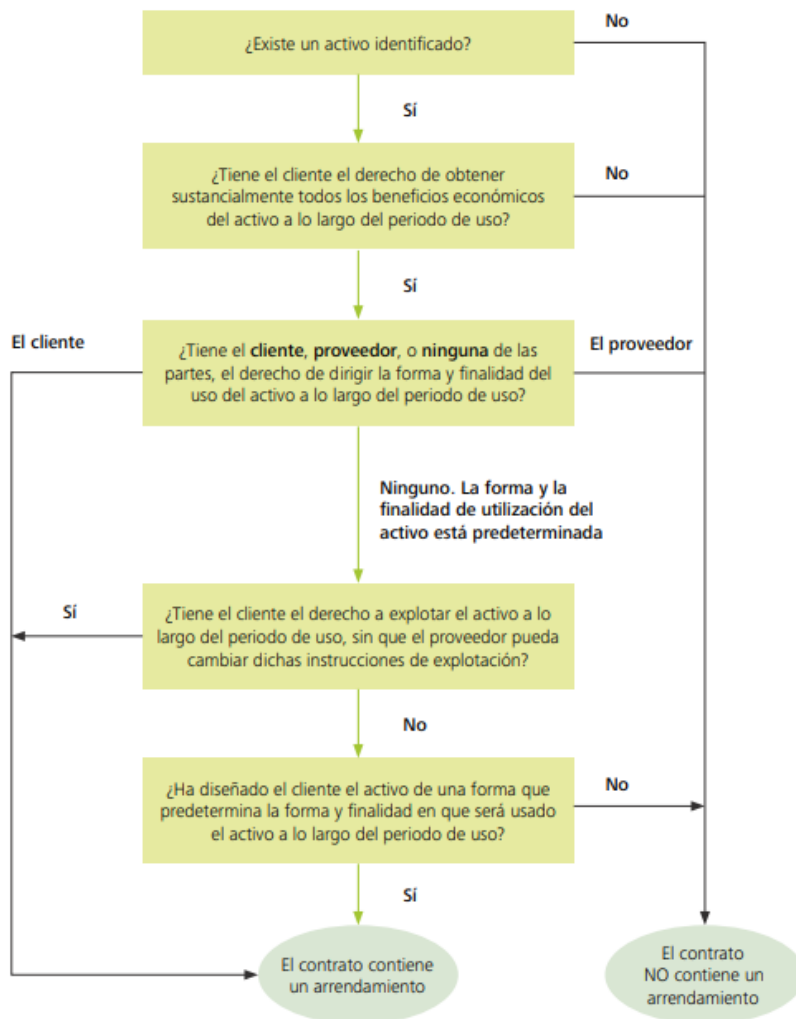 ¿Existe un activo identificado?
No
Sí
¿Tiene el cliente el derecho de obtener
sustancialmente todos los beneficios económicos
del activo a lo largo del periodo de uso?
No
Sí
El cliente
¿Tiene el cliente, proveedor, o ninguna de las
partes, el derecho de dirigir la forma y finalidad del
uso del activo a lo largo del periodo de uso?
El proveedor
Ninguno. La forma y la
finalidad de utilización del
activo está predeterminada
Sí
¿Tiene el cliente el derecho a explotar el activo a lo
largo del periodo de uso, sin que el proveedor pueda
cambiar dichas instrucciones de explotación?
No
¿Ha diseñado el cliente el activo de una forma que
predetermina la forma y finalidad en que será usado
el activo a lo largo del periodo de uso?
No
Sí
El contrato contiene
un arrendamiento
El contrato
NO contiene un
arrendamiento